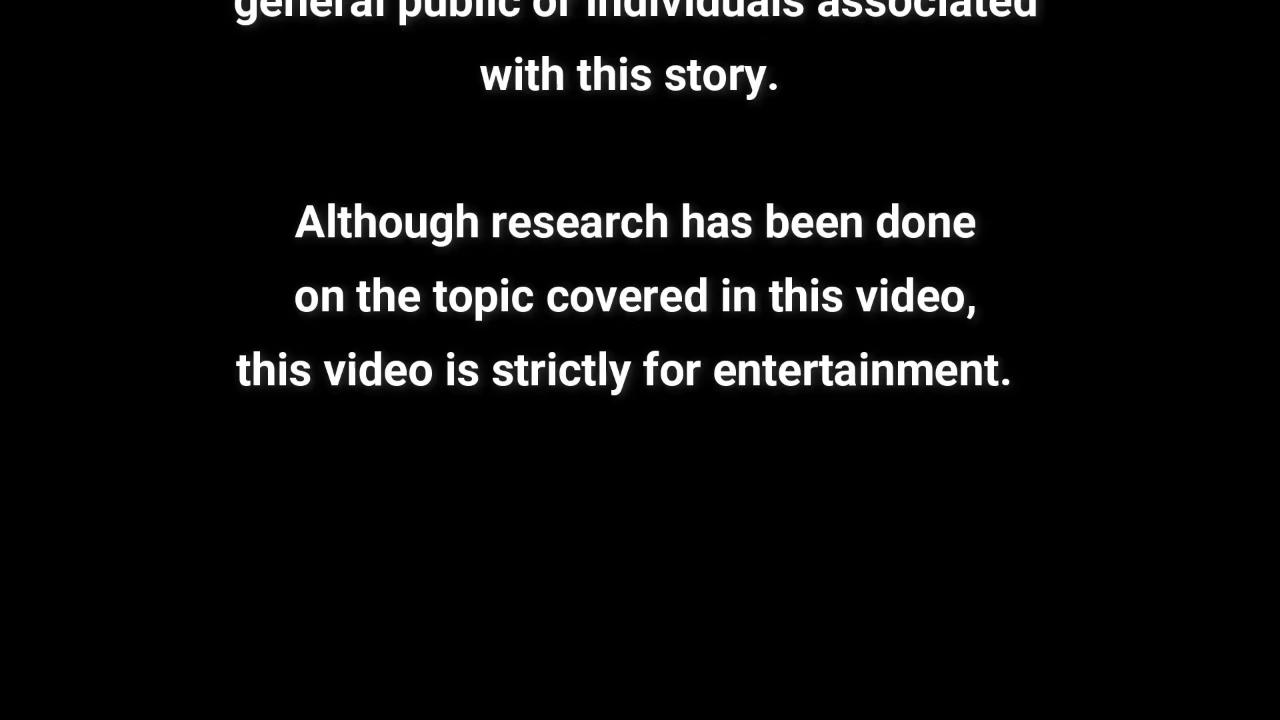 general public or individuals associated
with this story.
Although research has been done
on the topic covered in this video,
this video is strictly for entertainment.